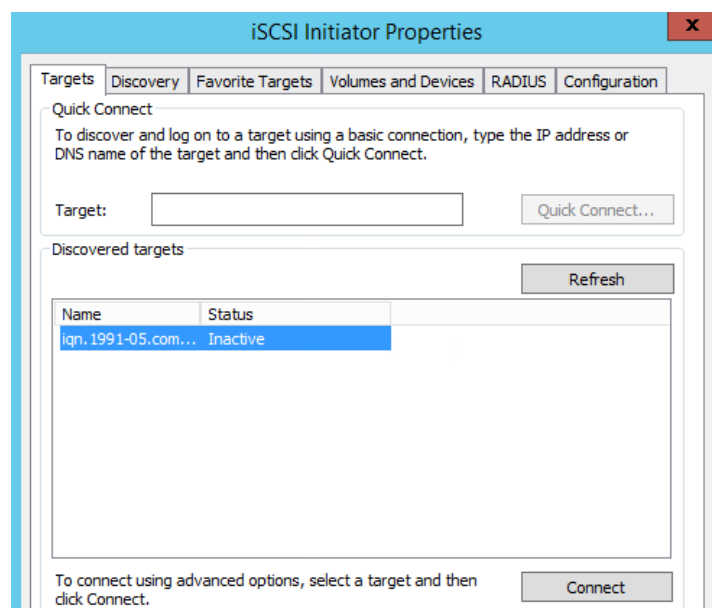 iSCSI Initiator Properties
x
Targets Discovery Favorite Targets Volumes and Devices RADIUS Configuration
Quick Connect
To discover and log on to a target using a basic connection, type the IP address or
DNS name of the target and then click Quick Connect.
Target:
Quick Connect...
Discovered targets
Refresh
Name Status
iqn.1991-05.com... Inactive
To connect using advanced options, select a target and then
click Connect.
Connect